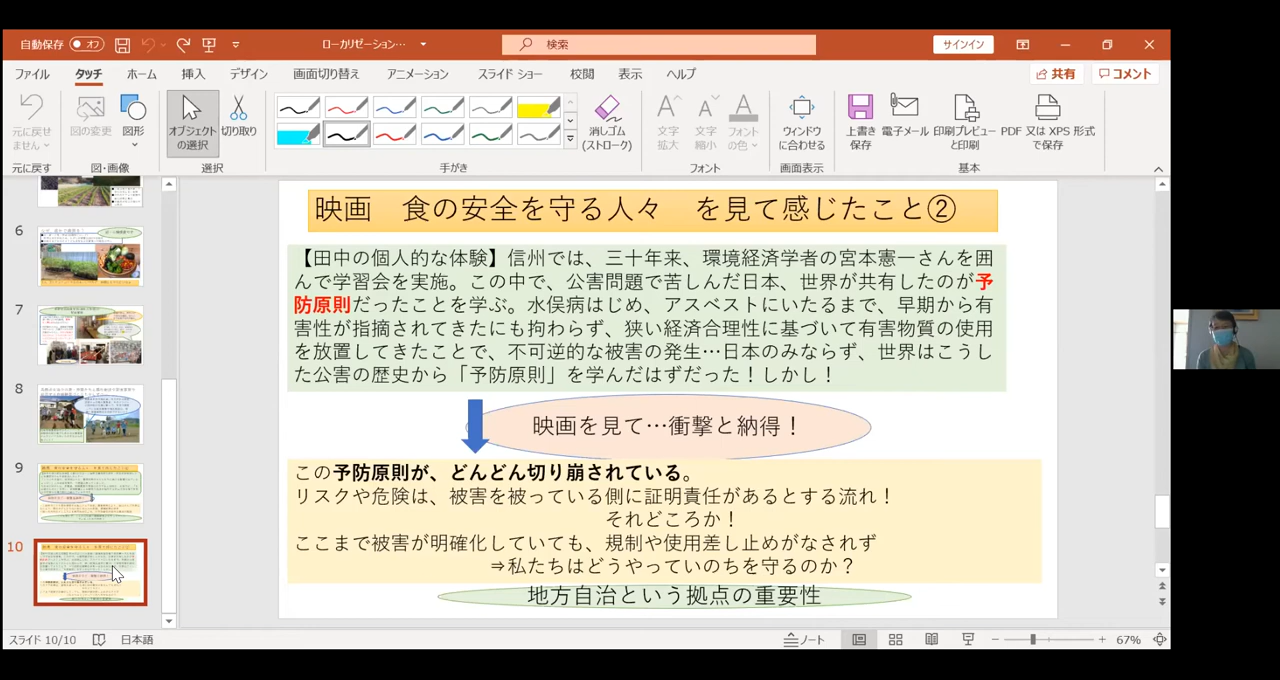 自動保存 オフ
ローカリゼーション…
検索
サインイン
ファイル タッチ ホーム 挿入 デザイン 画面切り替え アニメーション スライド ショー 校閲 表示 ヘルプ
共有 コメント
元に戻せません
図の変更
図形
オブジェクトの選択
切り取り
消しゴム (ストローク)
文字拡大
文字縮小
フォントの色
ウィンドウに合わせる
上書き保存
電子メール
印刷プレビューと印刷
PDF 又は XPS 形式で保存
元に戻す 図・画像 選択 手がき フォント 画面表示 基本
6
7
8
9
10
映画 食の安全を守る人々 を見て感じたこと②
【田中の個人的な体験】信州では、三十年来、環境経済学者の宮本憲一さんを囲
んで学習会を実施。この中で、公害問題で苦しんだ日本、世界が共有したのが予
防原則だったことを学ぶ。水俣病はじめ、アスベストにいたるまで、早期から有
害性が指摘されてきたにも拘わらず、狭い経済合理性に基づいて有害物質の使用
を放置してきたことで、不可逆的な被害の発生…日本のみならず、世界はこうし
た公害の歴史から「予防原則」を学んだはずだった！しかし！
映画を見て…衝撃と納得！
この予防原則が、どんどん切り崩されている。
リスクや危険は、被害を被っている側に証明責任があるとする流れ！
それどころか！
ここまで被害が明確化していても、規制や使用差し止めがなされず
⇒私たちはどうやっていのちを守るのか？
地方自治という拠点の重要性
スライド 10/10 日本語
ノート
67%